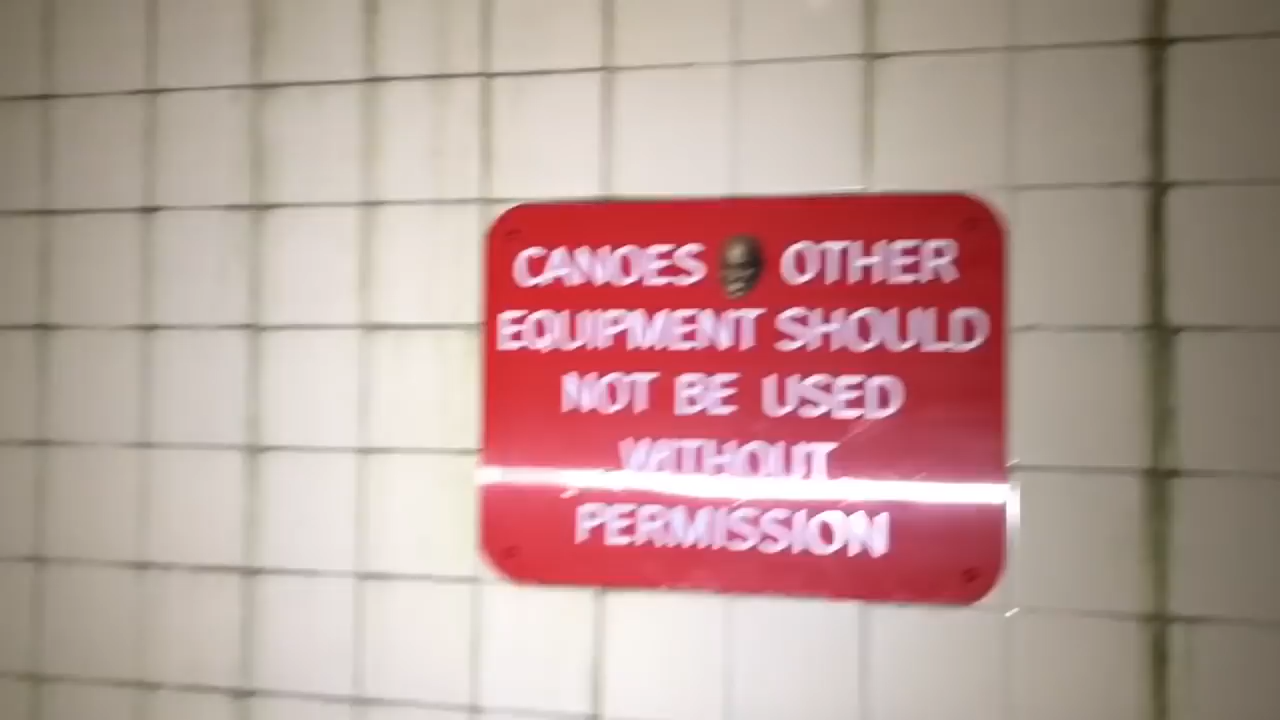 CANOES OTHER
EQUIPMENT SHOULD
NOT BE USED
WITHOUT
PERMISSION